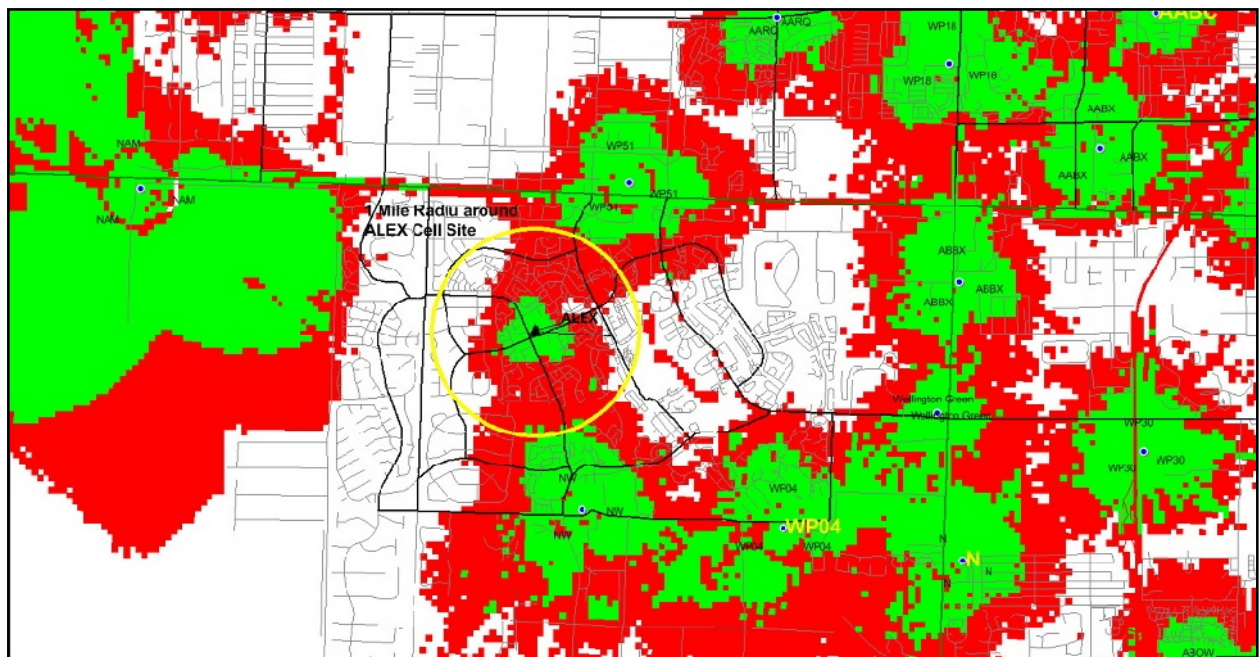 AABC
AARQ
AARQ
WP18
WP18
WP18
AABX
AABX
AABX
NAM
NAM
NAM
WP51
WP51
WP51
1 Mile Radiu around
ALEX Cell Site
ALEX
ABBX
ABBX
ABBX
Wellington Green
Wellington Green
WP30
WP30
WP30
NW
NW
NW
WP04
WP04
WP04
WP04
N
N
N
N
ABOW